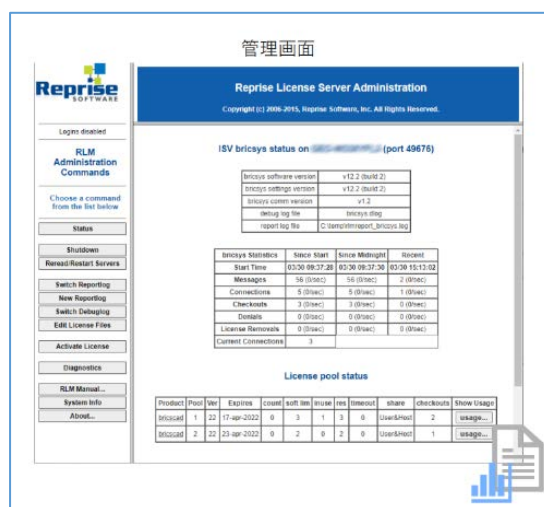 管理画面
Reprise
SOFTWARE
Reprise License Server Administration
Copyright (c) 2006-2015, Reprise Software, Inc. All Rights Reserved.
Logins disabled
RLM
Administration
Commands
Choose a command
from the list below
Status
Shutdown
Reread/Restart Servers
Switch Reportlog
New Reportlog
Switch Debuglog
Edit License Files
Activate License
Diagnostics
RLM Manual...
System Info
About...
ISV bricsys status on (port 49676)
bricsys software version v12.2 (build:2)
bricsys settings version v12.2 (build:2)
bricsys comm version v1.2
debug log file bricsys.dlog
report log file C:\temp\rlmreport_bricsys.log
bricsys Statistics Since Start Since Midnight Recent
Start Time 03/30 09:37:28 03/30 09:37:30 03/30 15:13:02
Messages 56 (0/sec) 56 (0/sec) 2 (0/sec)
Connections 5 (0/sec) 5 (0/sec) 1 (0/sec)
Checkouts 3 (0/sec) 3 (0/sec) 0 (0/sec)
Denials 0 (0/sec) 0 (0/sec) 0 (0/sec)
License Removals 0 (0/sec) 0 (0/sec) 0 (0/sec)
Current Connections 3
License pool status
Product Pool Ver Expires count soft lim inuse res timeout share checkouts Show Usage
bricscad 1 22 17-apr-2022 0 3 1 3 0 User&Host 2 usage...
bricscad 2 22 23-apr-2022 0 2 0 2 0 User&Host 1 usage...